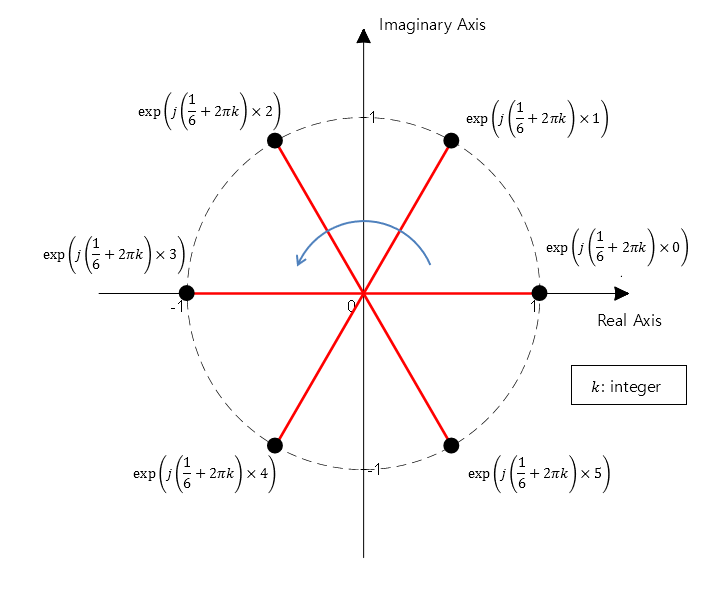 Imaginary Axis
exp(j(1/6 + 2πk) × 2)
exp(j(1/6 + 2πk) × 1)
1
exp(j(1/6 + 2πk) × 3)
exp(j(1/6 + 2πk) × 0)
-1
0
1
Real Axis
k: integer
exp(j(1/6 + 2πk) × 4)
-1
exp(j(1/6 + 2πk) × 5)